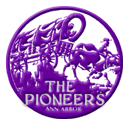 THE
PIONEERS
ANN ARBOR